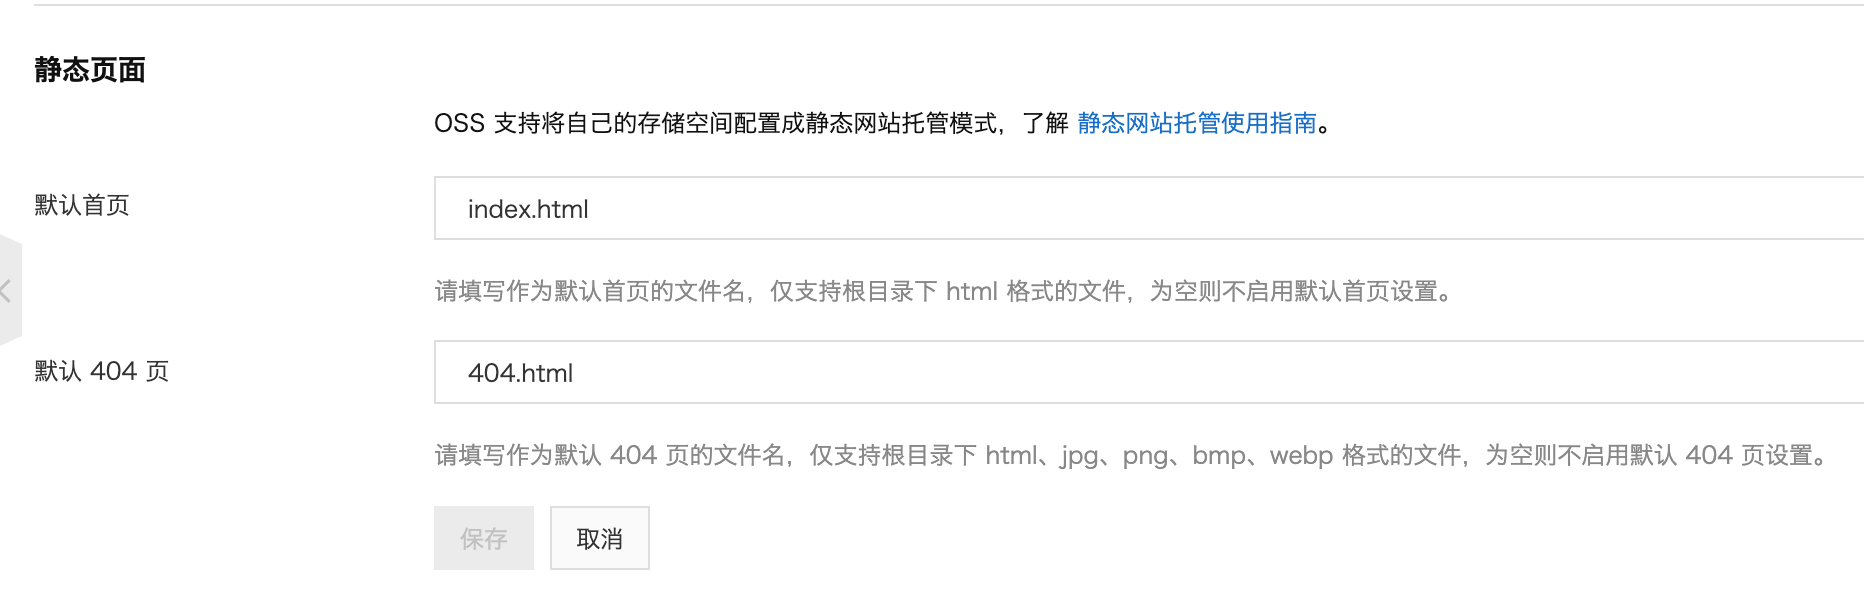 静态页面
OSS 支持将自己的存储空间配置成静态网站托管模式，了解 静态网站托管使用指南。
默认首页
index.html
请填写作为默认首页的文件名，仅支持根目录下 html 格式的文件，为空则不启用默认首页设置。
默认 404 页
404.html
请填写作为默认 404 页的文件名，仅支持根目录下 html、jpg、png、bmp、webp 格式的文件，为空则不启用默认 404 页设置。
保存 取消